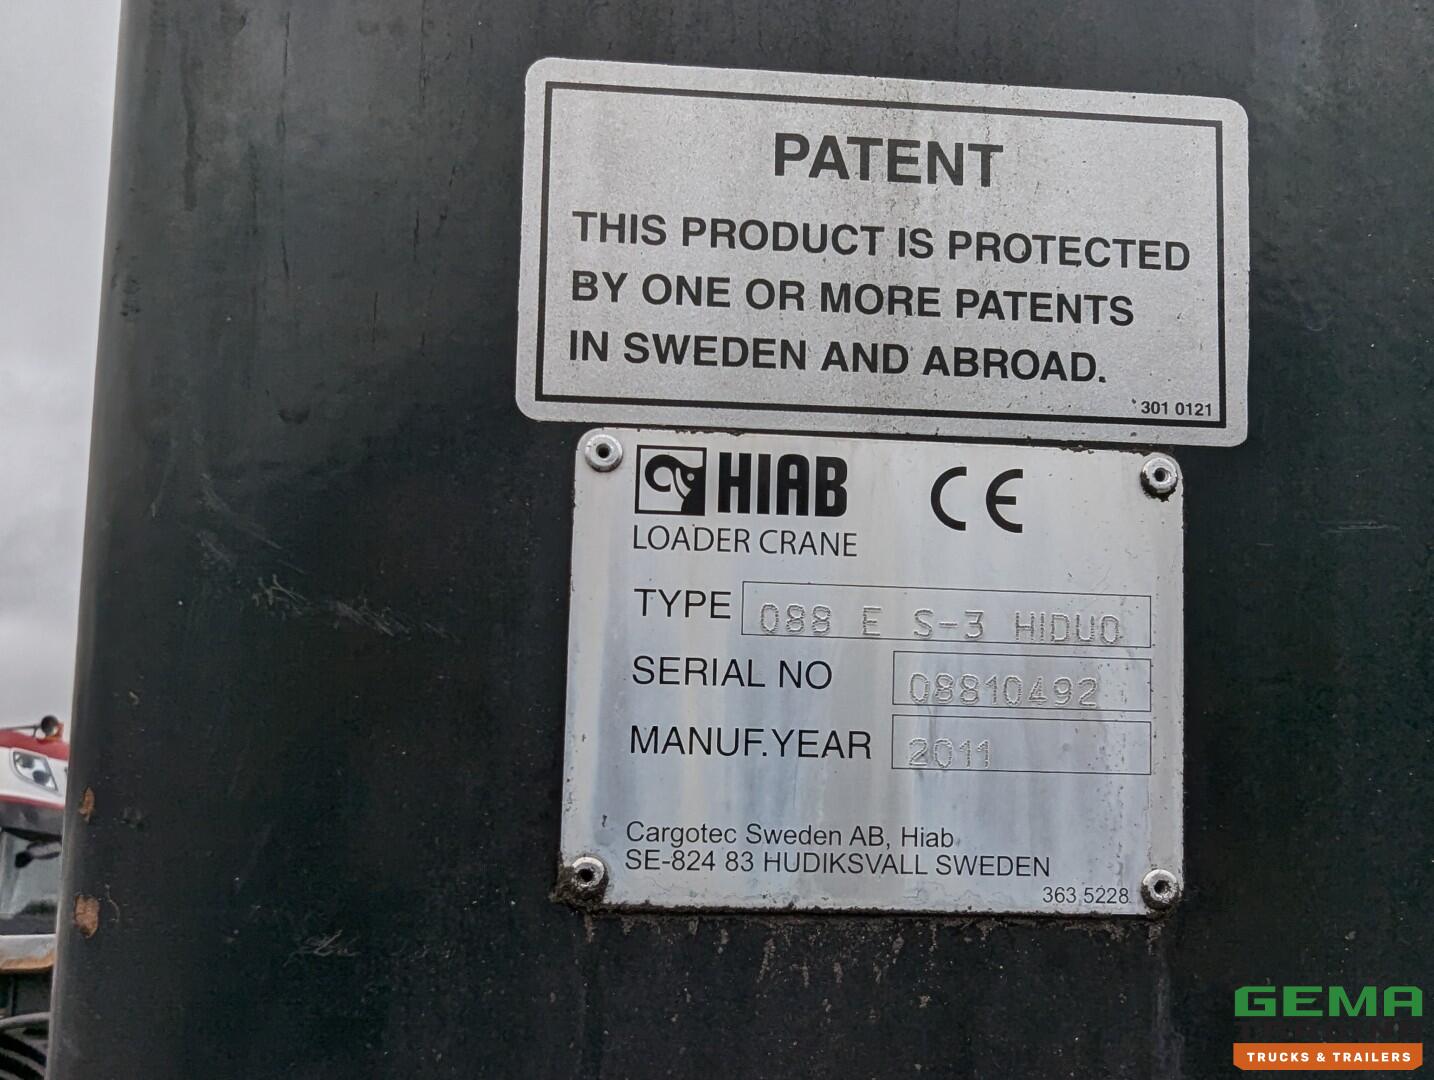 PATENT
THIS PRODUCT IS PROTECTED
BY ONE OR MORE PATENTS
IN SWEDEN AND ABROAD.
301 0121
HIAB CE
LOADER CRANE
TYPE 088 E S-3 HIDUO
SERIAL NO 08810492
MANUF.YEAR 2011
Cargotec Sweden AB, Hiab
SE-824 83 HUDIKSVALL SWEDEN
363 5228
GEMA
TRUCKS & TRAILERS